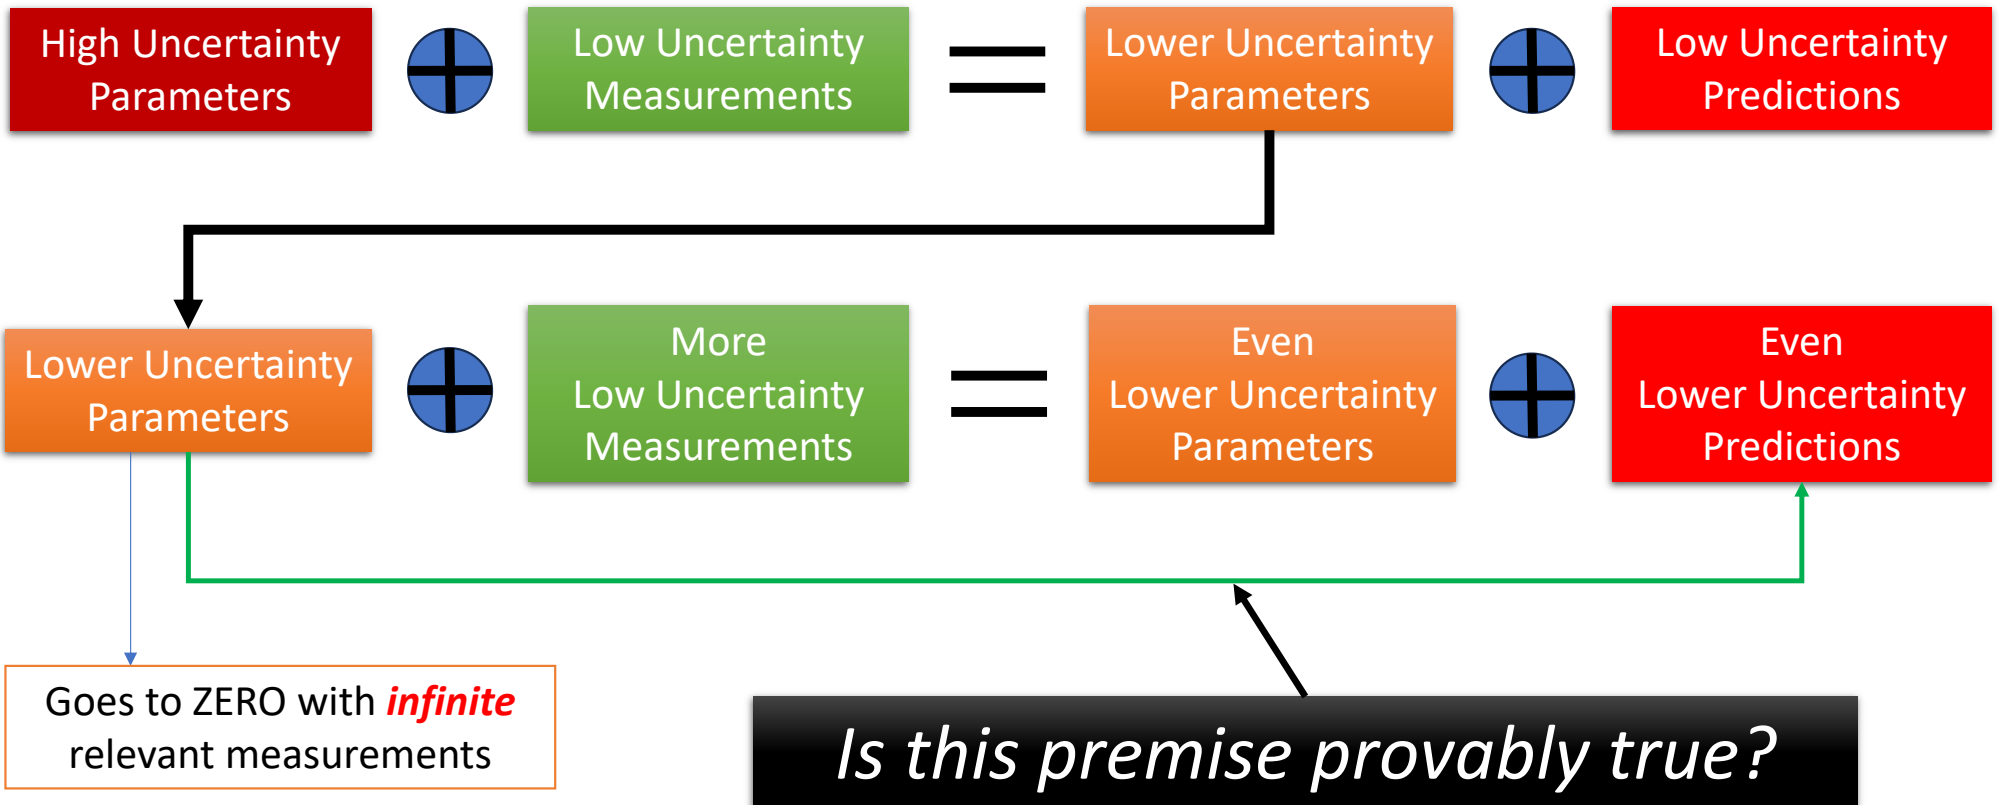 High Uncertainty
Parameters
Low Uncertainty
Measurements
Lower Uncertainty
Parameters
Low Uncertainty
Predictions
Lower Uncertainty
Parameters
More
Low Uncertainty
Measurements
Even
Lower Uncertainty
Parameters
Even
Lower Uncertainty
Predictions
Goes to ZERO with infinite
relevant measurements
Is this premise provably true?